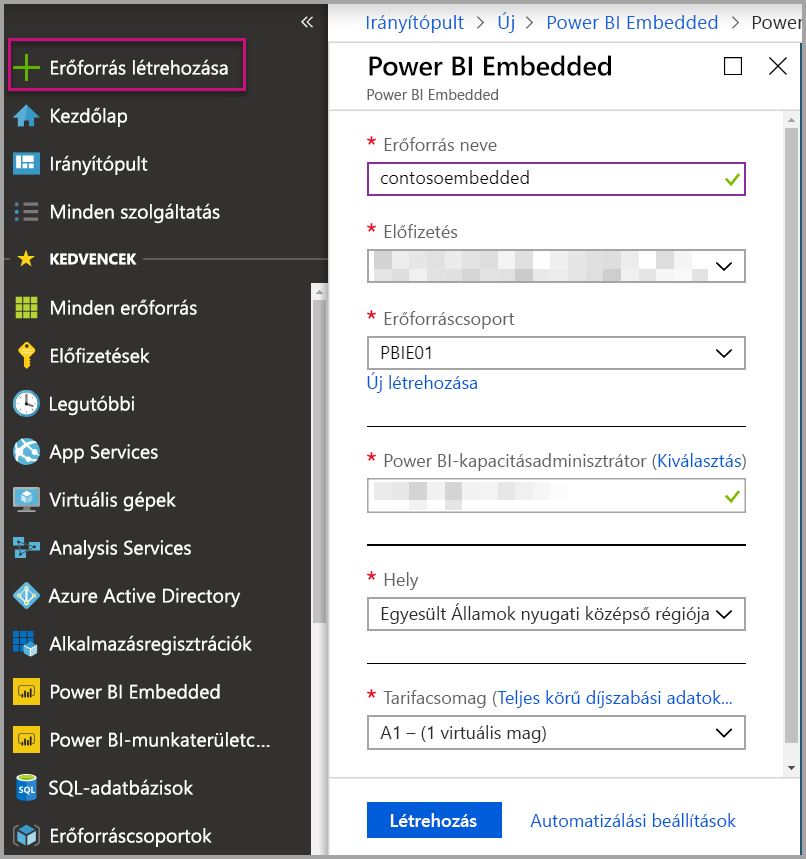 «
Erőforrás létrehozása
Kezdőlap
Irányítópult
Minden szolgáltatás
KEDVENCEK
Minden erőforrás
Előfizetések
Legutóbbi
App Services
Virtuális gépek
Analysis Services
Azure Active Directory
Alkalmazásregisztrációk
Power BI Embedded
Power BI-munkaterületc...
SQL-adatbázisok
Erőforráscsoportok
Irányítópult > Új > Power BI Embedded > Power
Power BI Embedded
Power BI Embedded
* Erőforrás neve
contosoembedded
* Előfizetés
* Erőforráscsoport
PBIE01
Új létrehozása
* Power BI-kapacitásadminisztrátor (Kiválasztás)
* Hely
Egyesült Államok nyugati középső régiója
* Tarifacsomag (Teljes körű díjszabási adatok...
A1 – (1 virtuális mag)
Létrehozás Automatizálási beállítások